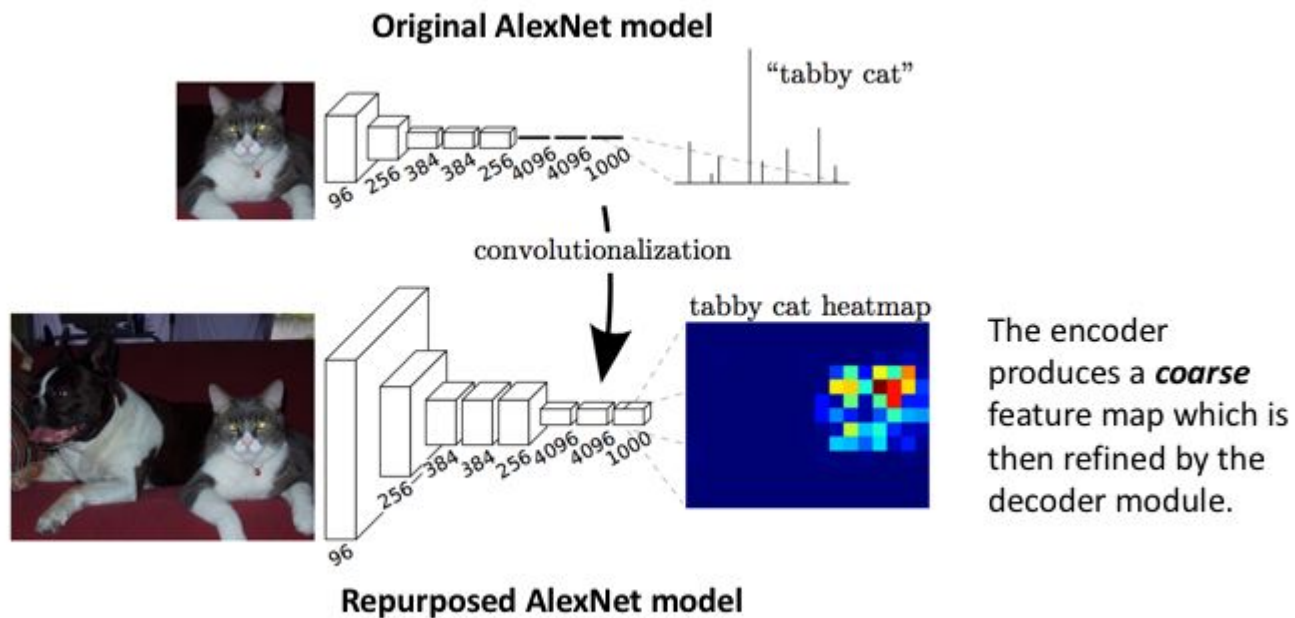 Original AlexNet model
“tabby cat”
96
256
384
384
256
4096
4096
1000
convolutionalization
tabby cat heatmap
96
256
384
384
256
4096
4096
1000
The encoder
produces a coarse
feature map which is
then refined by the
decoder module.
Repurposed AlexNet model